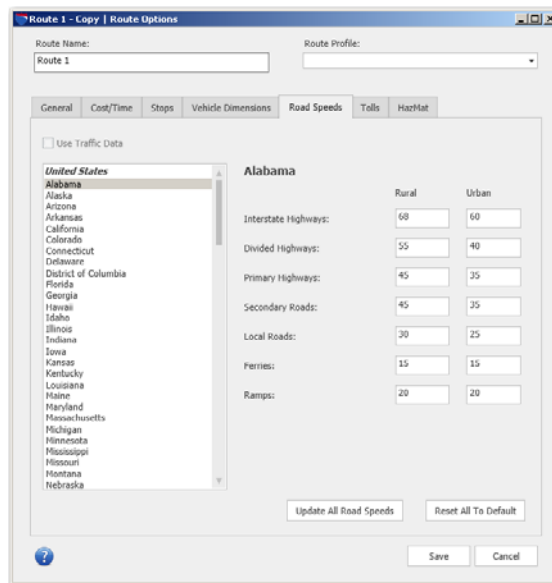 Route 1 - Copy | Route Options
Route Name:
Route Profile:
Route 1
General Cost/Time Stops Vehicle Dimensions Road Speeds Tolls HazMat
Use Traffic Data
United States
Alabama
Alaska
Arizona
Arkansas
California
Colorado
Connecticut
Delaware
District of Columbia
Florida
Georgia
Hawaii
Idaho
Illinois
Indiana
Iowa
Kansas
Kentucky
Louisiana
Maine
Maryland
Massachusetts
Michigan
Minnesota
Mississippi
Missouri
Montana
Nebraska
Alabama
Rural Urban
Interstate Highways: 68 60
Divided Highways: 55 40
Primary Highways: 45 35
Secondary Roads: 45 35
Local Roads: 30 25
Ferries: 15 15
Ramps: 20 20
Update All Road Speeds
Reset All To Default
?
Save
Cancel